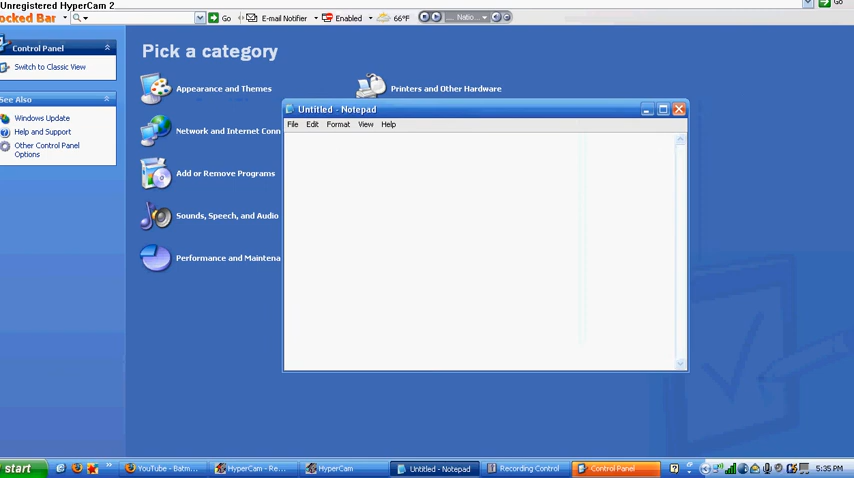 Unregistered HyperCam 2
ocked Bar
Go
E-mail Notifier
Enabled
66°F
.... Natio...
Go
Control Panel
Switch to Classic View
See Also
Windows Update
Help and Support
Other Control Panel
Options
Pick a category
Appearance and Themes
Printers and Other Hardware
Network and Internet Conn
Add or Remove Programs
Sounds, Speech, and Audio
Performance and Maintena
Untitled - Notepad
File Edit Format View Help
start
YouTube - Batm...
HyperCam - Re...
HyperCam
Untitled - Notepad
Recording Control
Control Panel
5:35 PM